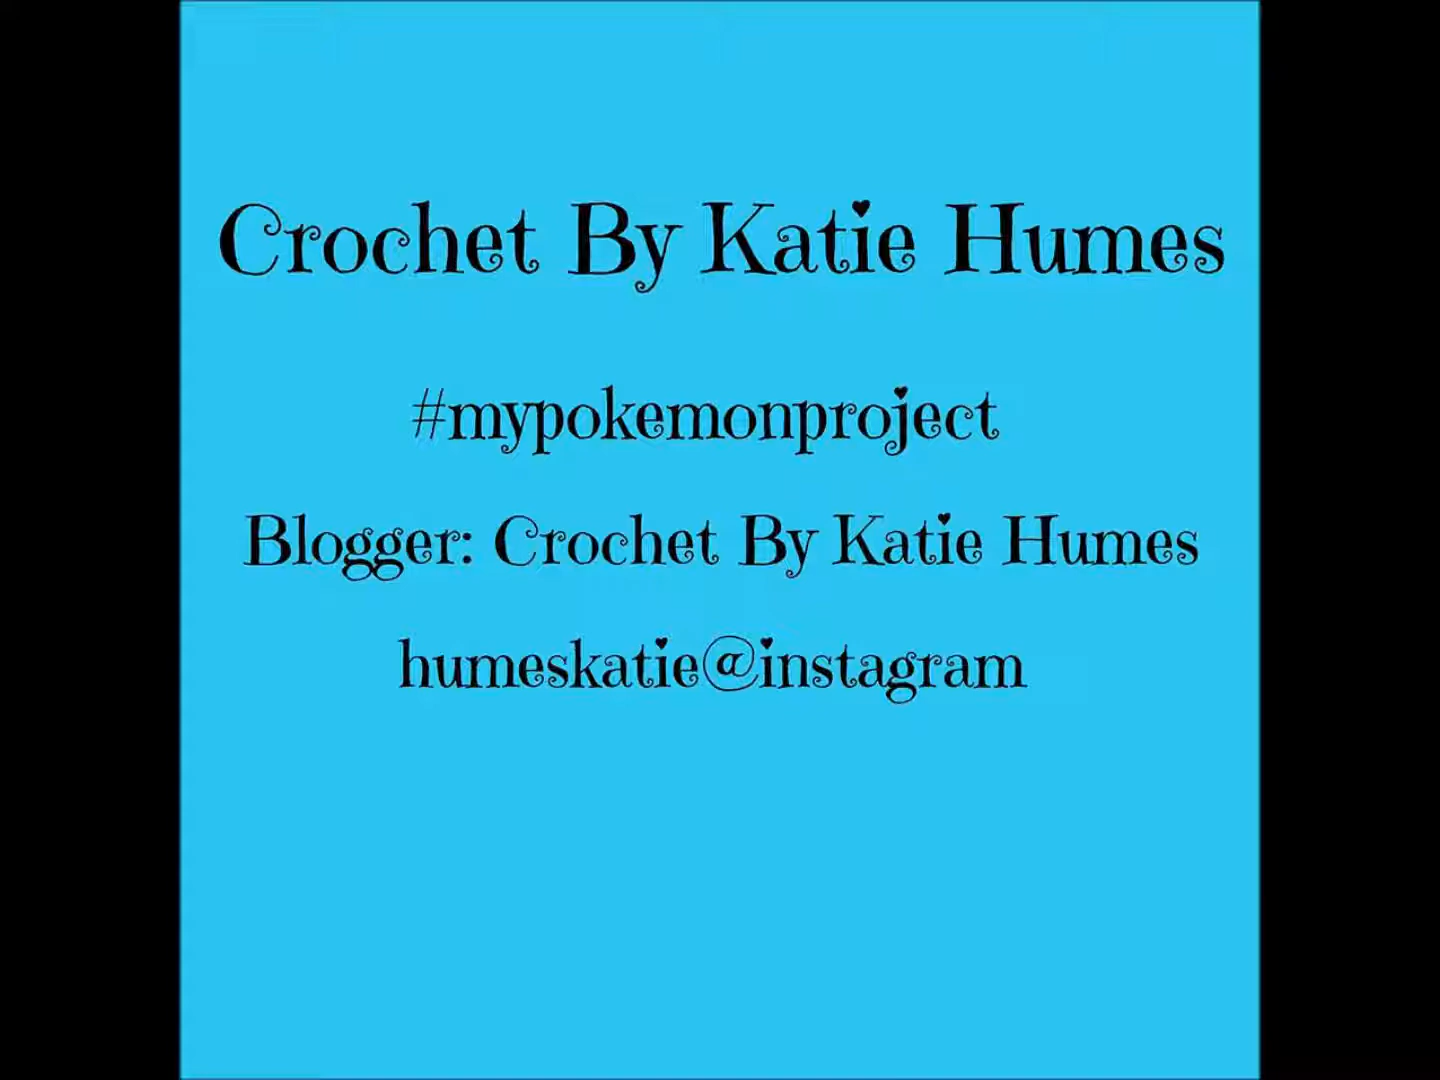 Crochet By Katie Humes
#mypokemonproject
Blogger: Crochet By Katie Humes
humeskatie@instagram